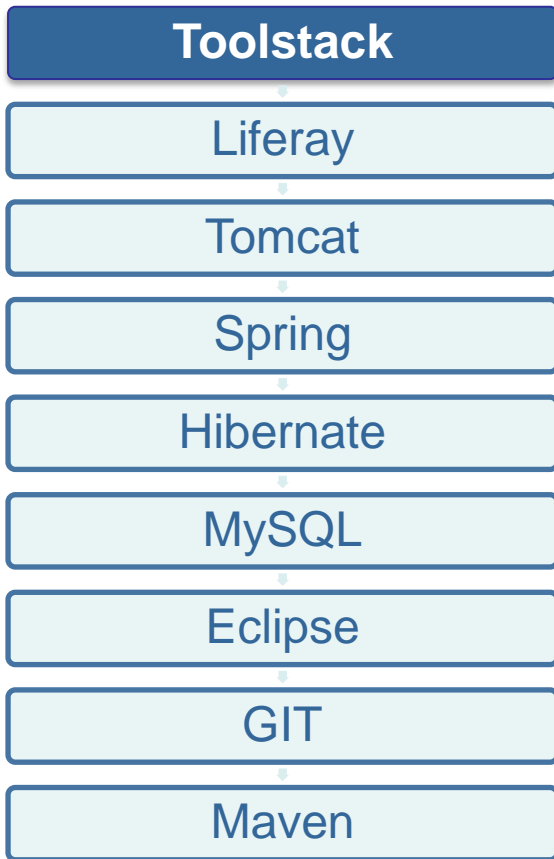 Toolstack
Liferay
Tomcat
Spring
Hibernate
MySQL
Eclipse
GIT
Maven